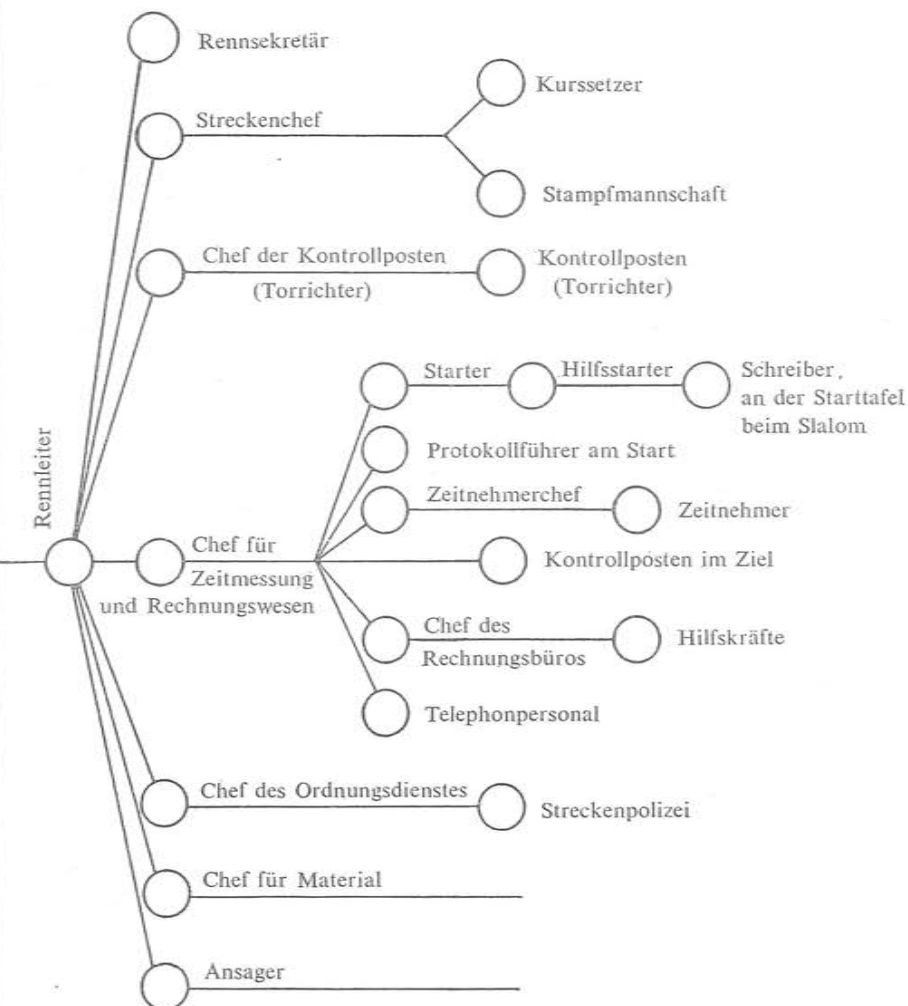 Rennsekretär
Streckenchef
Kurssetzer
Stampfmannschaft
Chef der Kontrollposten
(Torrichter)
Kontrollposten
(Torrichter)
Rennleiter
Chef für
Zeitmessung
und Rechnungswesen
Starter
Hilfsstarter
Schreiber,
an der Starttafel
beim Slalom
Protokollführer am Start
Zeitnehmerchef
Zeitnehmer
Kontrollposten im Ziel
Chef des
Rechnungsbüros
Hilfskräfte
Telephonpersonal
Chef des Ordnungsdienstes
Streckenpolizei
Chef für Material
Ansager